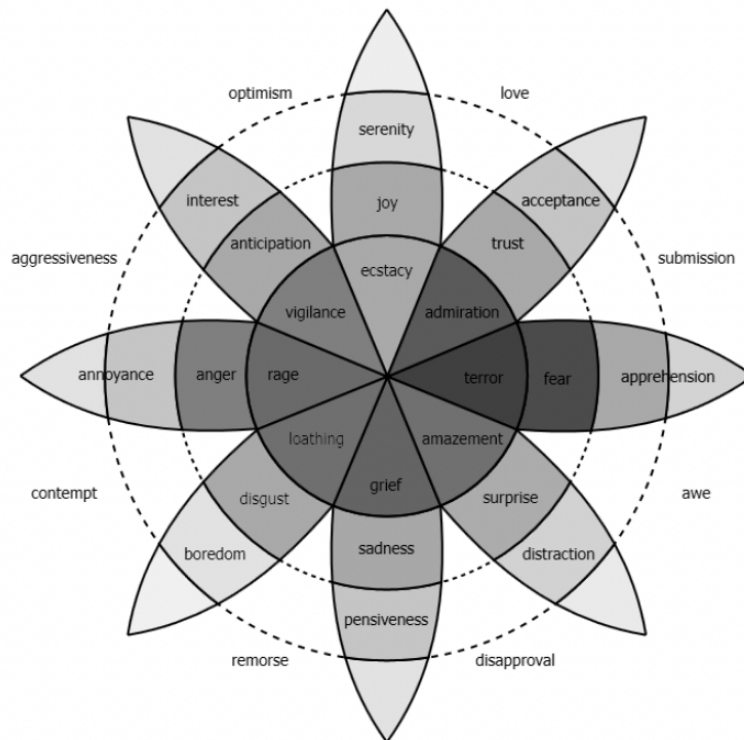 optimism
love
serenity
interest
acceptance
joy
anticipation
trust
aggressiveness
submission
ecstacy
vigilance
admiration
annoyance
anger
rage
terror
fear
apprehension
loathing
amazement
grief
contempt
disgust
surprise
awe
sadness
boredom
distraction
pensiveness
remorse
disapproval